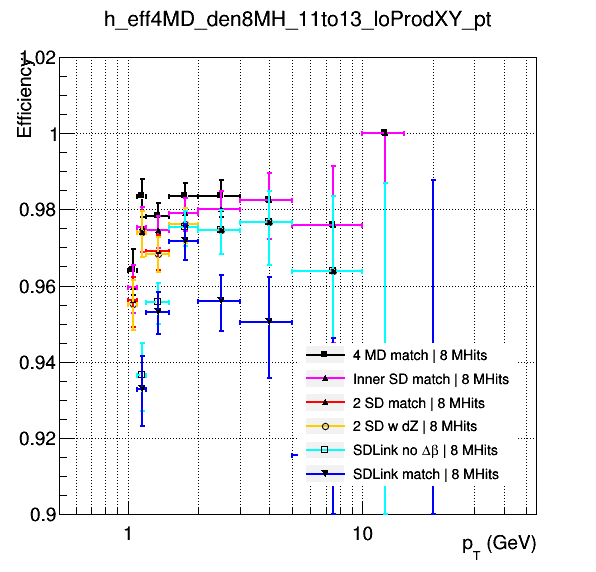 h_eff4MD_den8MH_11to13_loProdXY_pt
Efficiency
1.02
1
0.98
0.96
0.94
0.92
0.9
4 MD match | 8 MHits
Inner SD match | 8 MHits
2 SD match | 8 MHits
2 SD w dZ | 8 MHits
SDLink no Δβ | 8 MHits
SDLink match | 8 MHits
1
10
p_T (GeV)